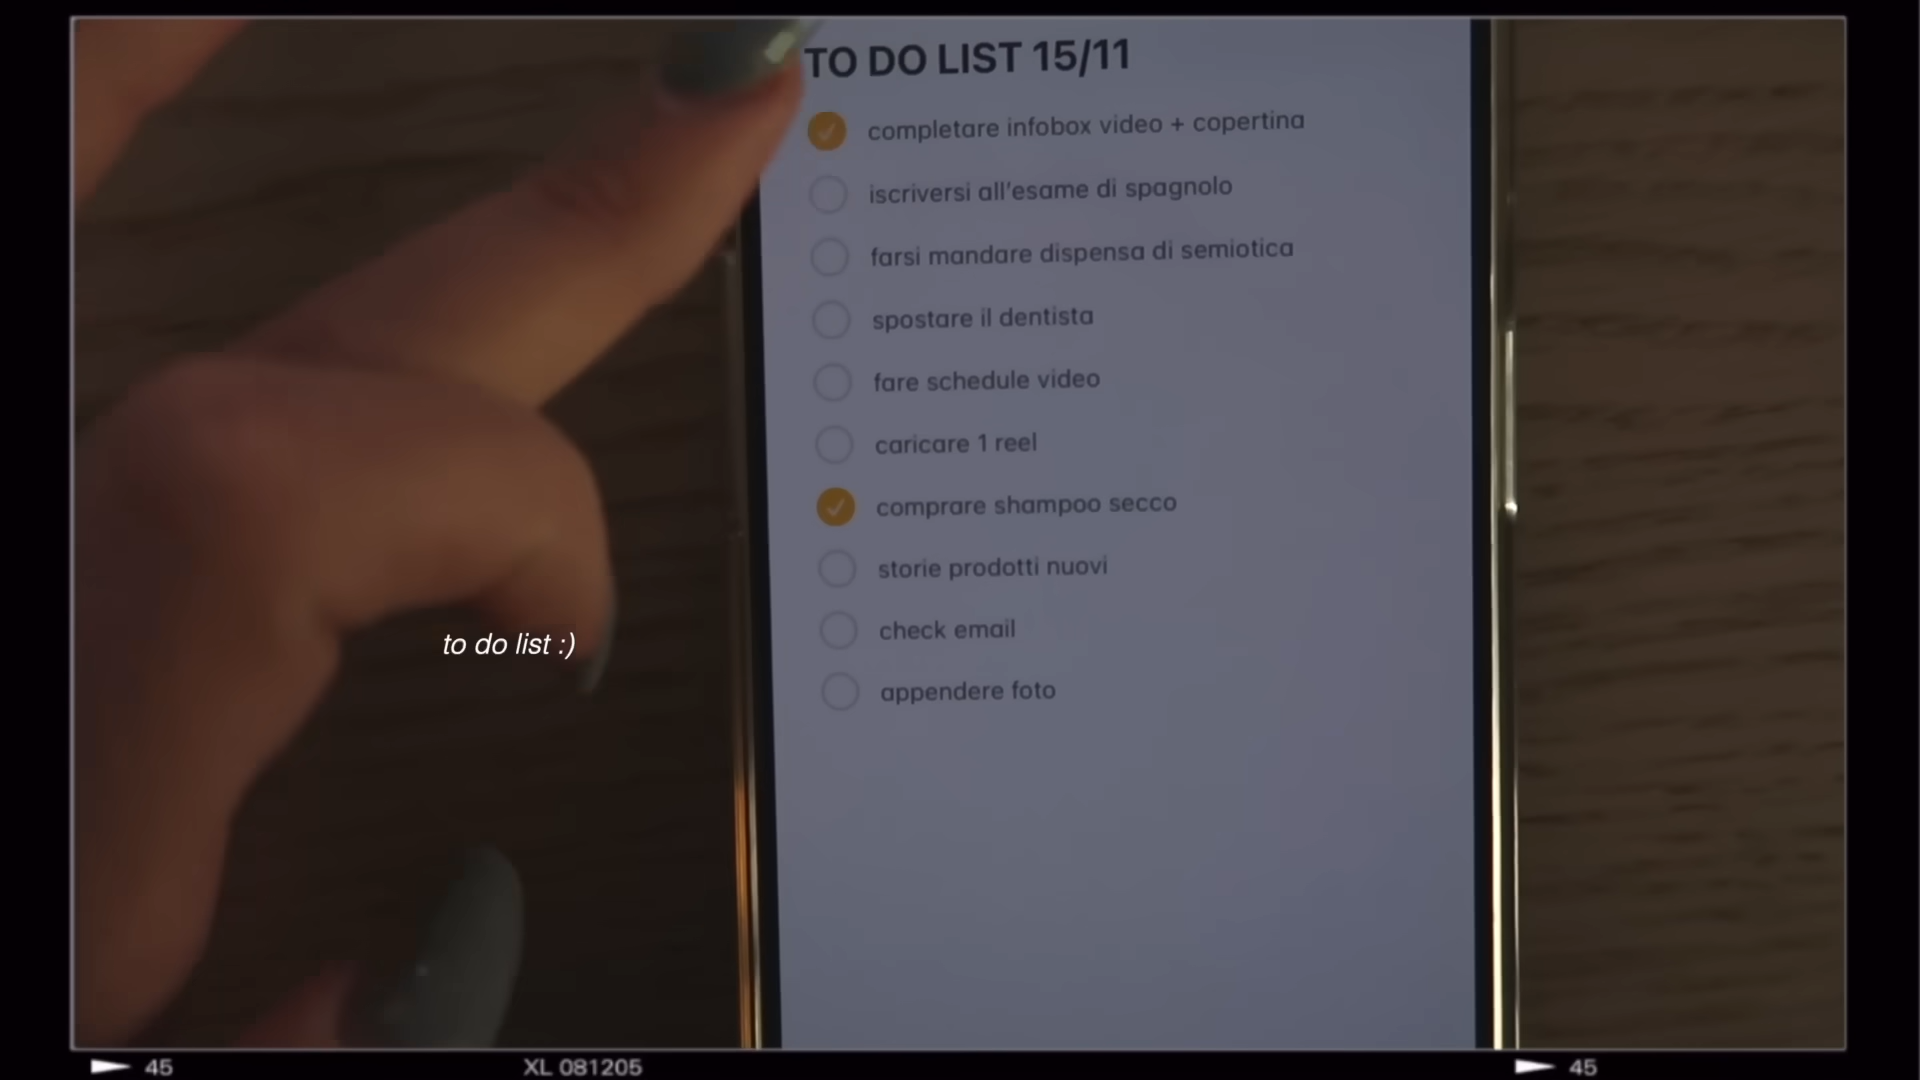 TO DO LIST 15/11
completare infobox video + copertina
iscriversi all'esame di spagnolo
farsi mandare dispensa di semiotica
spostare il dentista
fare schedule video
caricare 1 reel
comprare shampoo secco
storie prodotti nuovi
check email
appendere foto
to do list :)
45
XL 081205
45